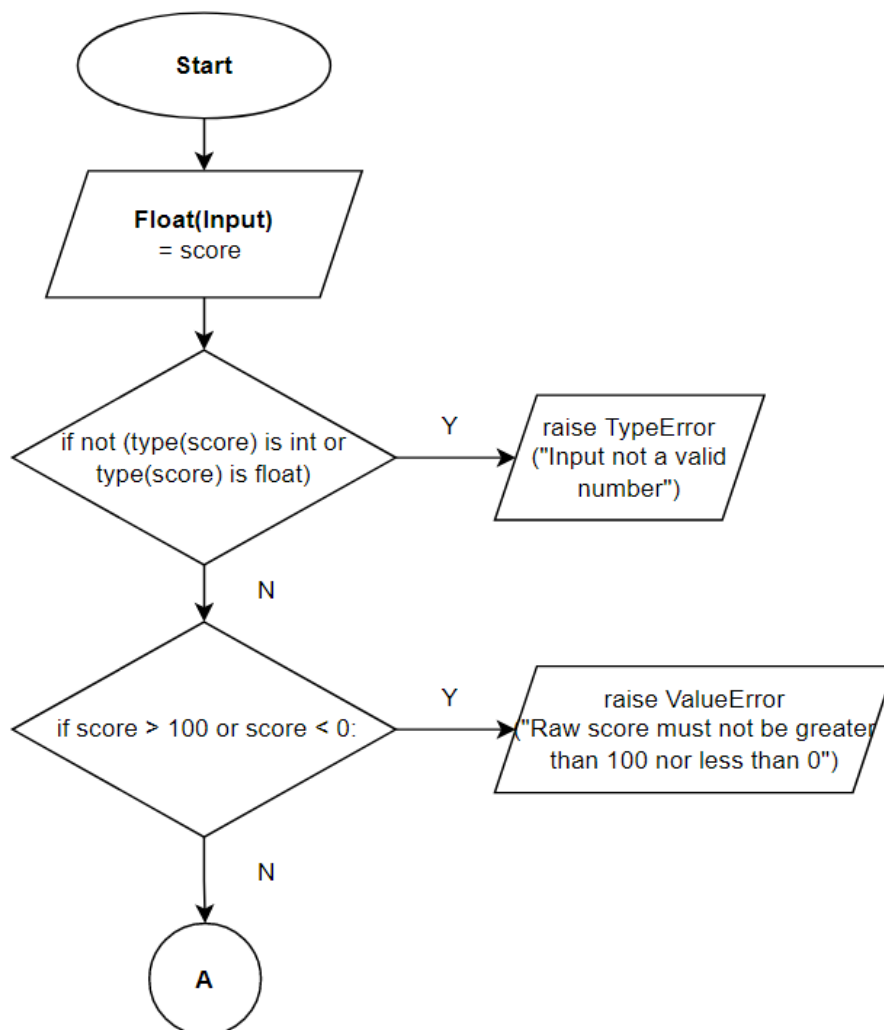 Start
Float(Input)
= score
if not (type(score) is int or
type(score) is float)
Y
raise TypeError
("Input not a valid
number")
N
if score > 100 or score < 0:
Y
raise ValueError
("Raw score must not be greater
than 100 nor less than 0")
N
A